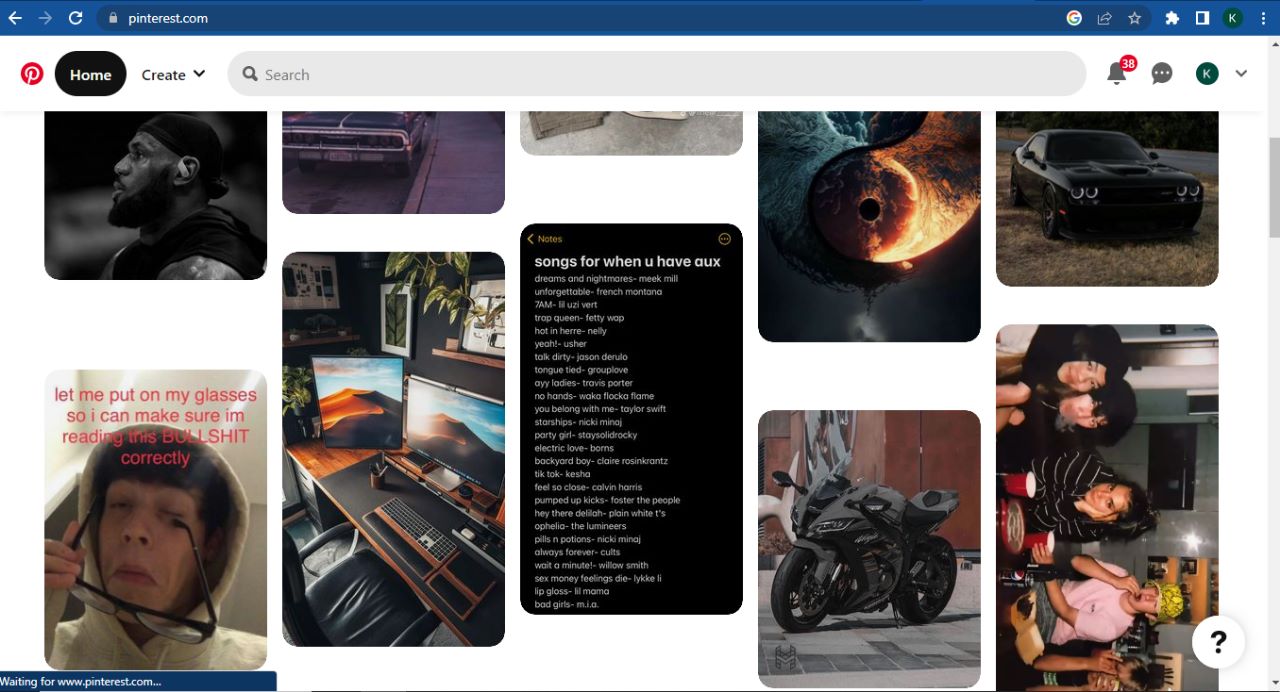 pinterest.com
K
Home
Create
Search
38
K
Notes
songs for when u have aux
dreams and nightmares- meek mill
unforgettable- french montana
7AM- lil uzi vert
trap queen- fetty wap
hot in herre- nelly
yeah!- usher
talk dirty- jason derulo
tongue tied- grouplove
ayy ladies- travis porter
no hands- waka flocka flame
you belong with me- taylor swift
starships- nicki minaj
party girl- staysolidrocky
electric love- borns
backyard boy- claire rosinkrantz
tik tok- kesha
feel so close- calvin harris
pumped up kicks- foster the people
hey there delilah- plain white t's
ophelia- the lumineers
pills n potions- nicki minaj
always forever- cults
wait a minute!- willow smith
sex money feelings die- lykke li
lip gloss- lil mama
bad girls- m.i.a.
let me put on my glasses
so i can make sure im
reading this BULLSHIT
correctly
?
Waiting for www.pinterest.com...